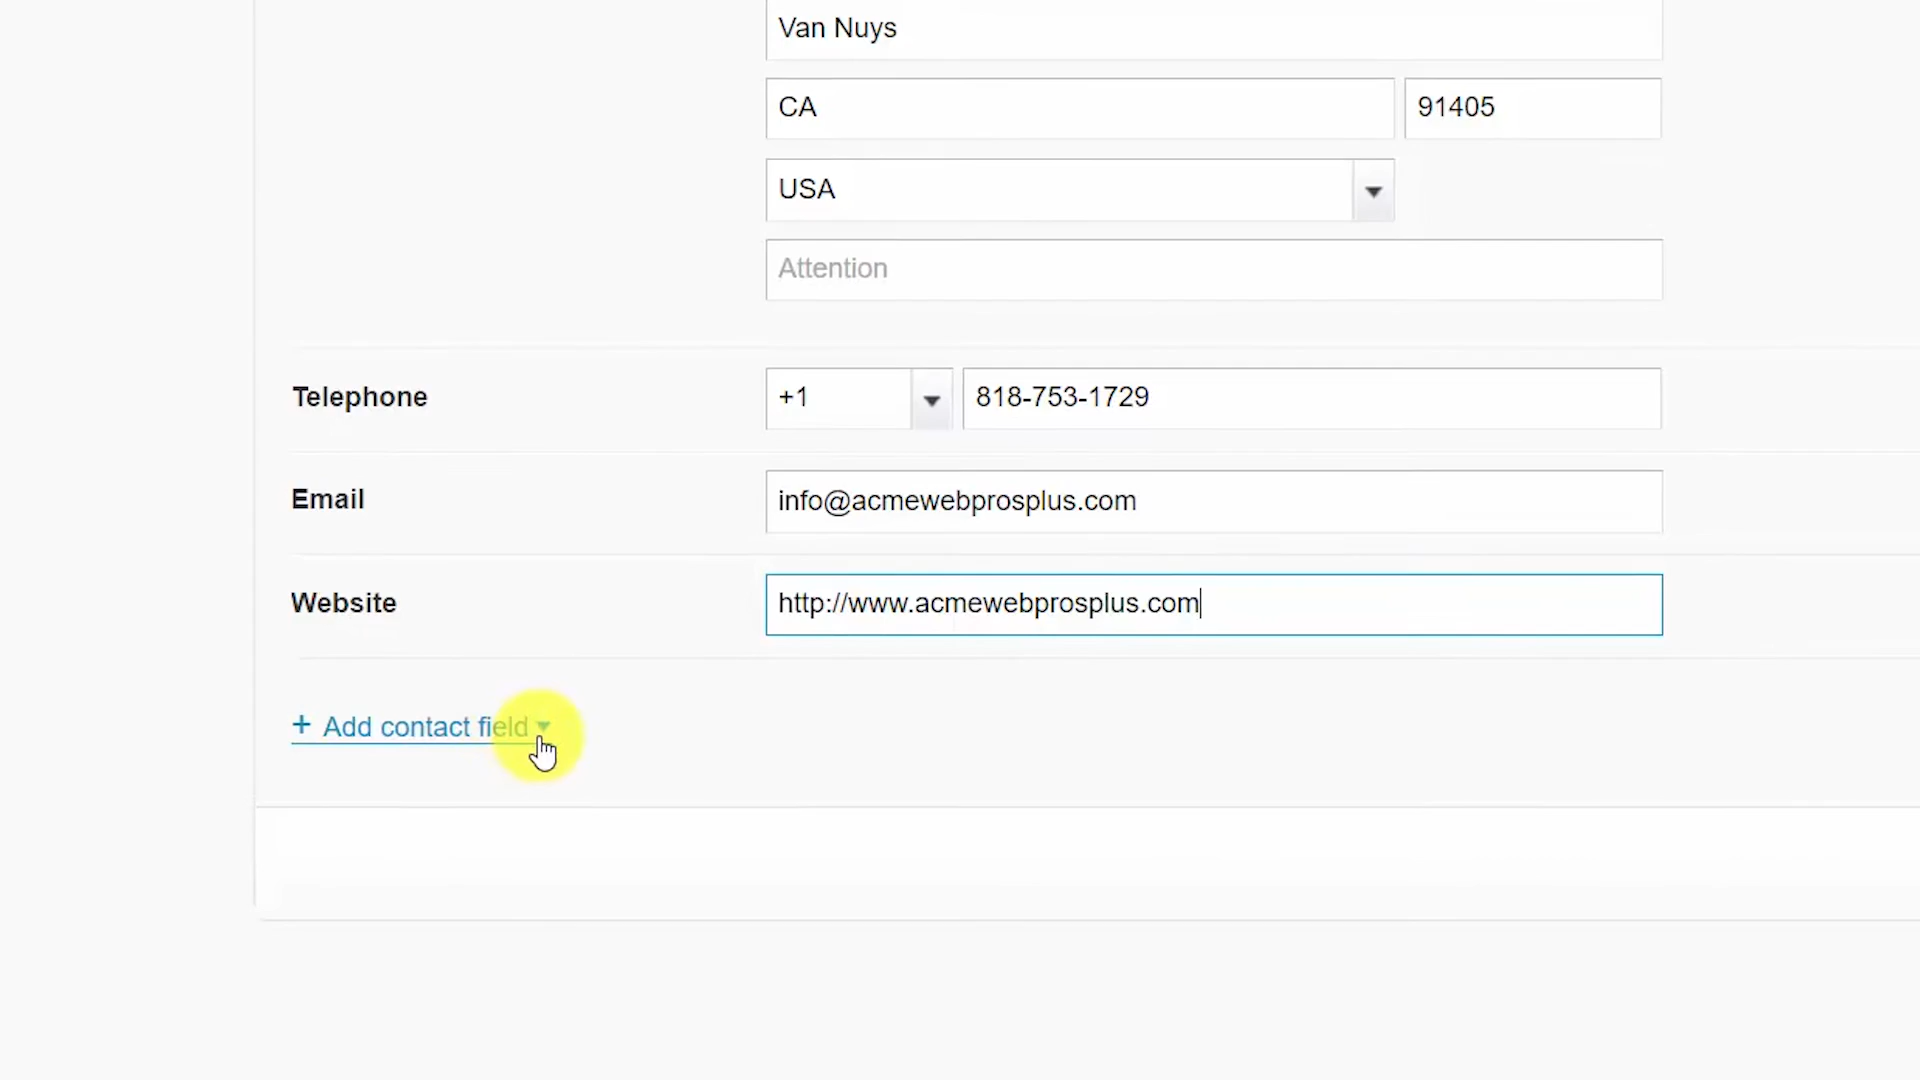 Van Nuys
CA 91405
USA
Attention
Telephone +1 818-753-1729
Email info@acmewebprosplus.com
Website http://www.acmewebprosplus.com
+ Add contact field